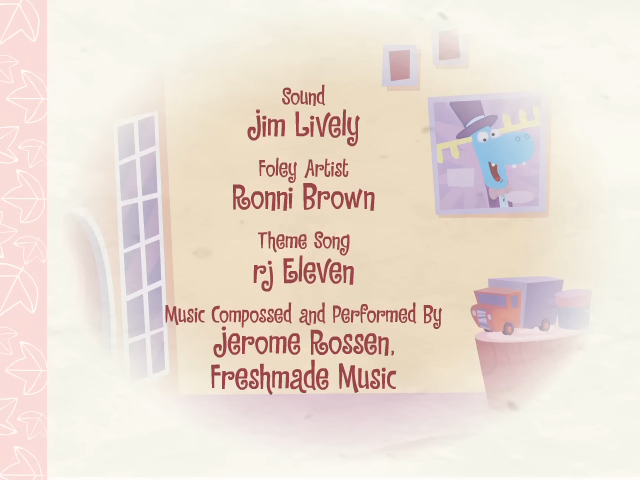 Sound
Jim Lively
Foley Artist
Ronni Brown
Theme Song
rj Eleven
Music Compossed and Performed By
Jerome Rossen,
Freshmade Music